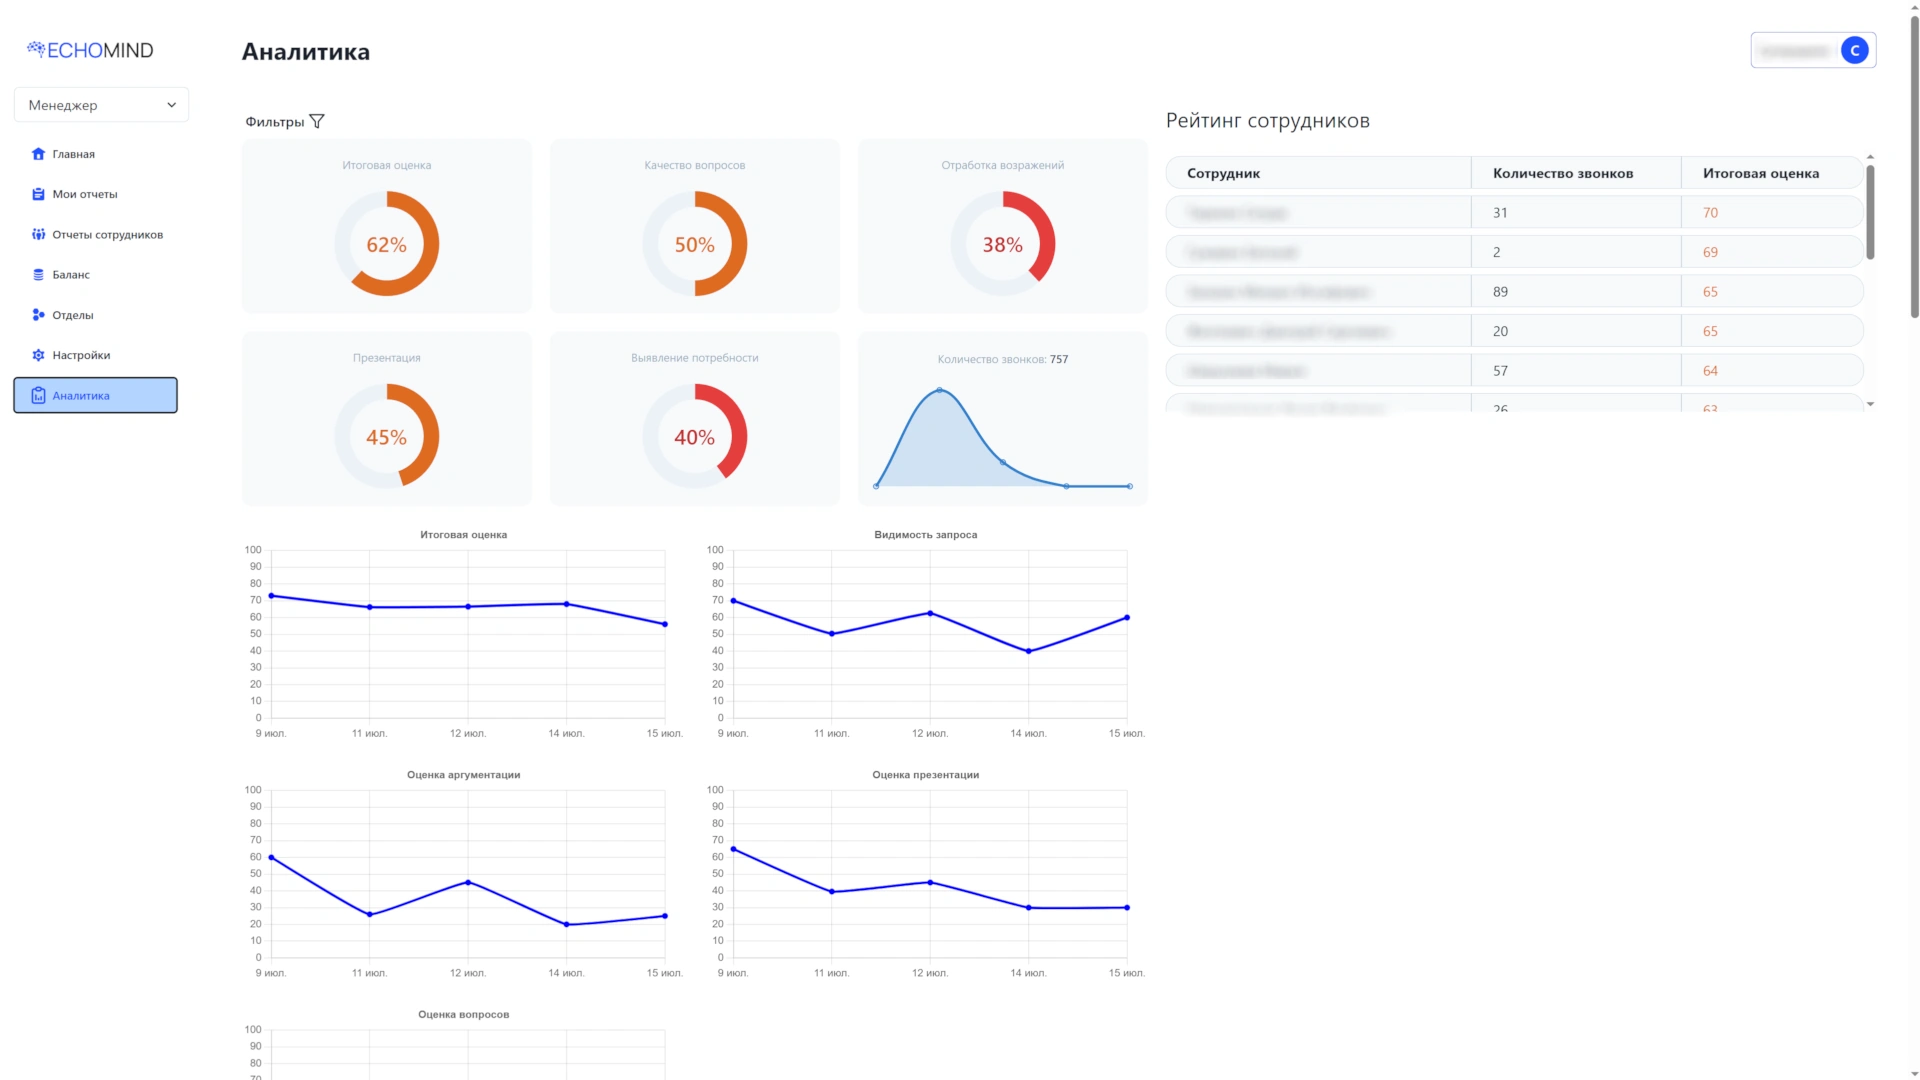 ECHOMIND
Менеджер
Главная
Мои отчеты
Отчеты сотрудников
Баланс
Отделы
Настройки
Аналитика
Аналитика
С
Фильтры
Итоговая оценка
62%
Качество вопросов
50%
Отработка возражений
38%
Презентация
45%
Выявление потребности
40%
Количество звонков: 757
Рейтинг сотрудников
Сотрудник Количество звонков Итоговая оценка
31 70
2 69
89 65
20 65
57 64
26 63
Итоговая оценка
100
90
80
70
60
50
40
30
20
10
0
9 июл. 11 июл. 12 июл. 14 июл. 15 июл.
Видимость запроса
100
90
80
70
60
50
40
30
20
10
0
9 июл. 11 июл. 12 июл. 14 июл. 15 июл.
Оценка аргументации
100
90
80
70
60
50
40
30
20
10
0
9 июл. 11 июл. 12 июл. 14 июл. 15 июл.
Оценка презентации
100
90
80
70
60
50
40
30
20
10
0
9 июл. 11 июл. 12 июл. 14 июл. 15 июл.
Оценка вопросов
100
90
80
70